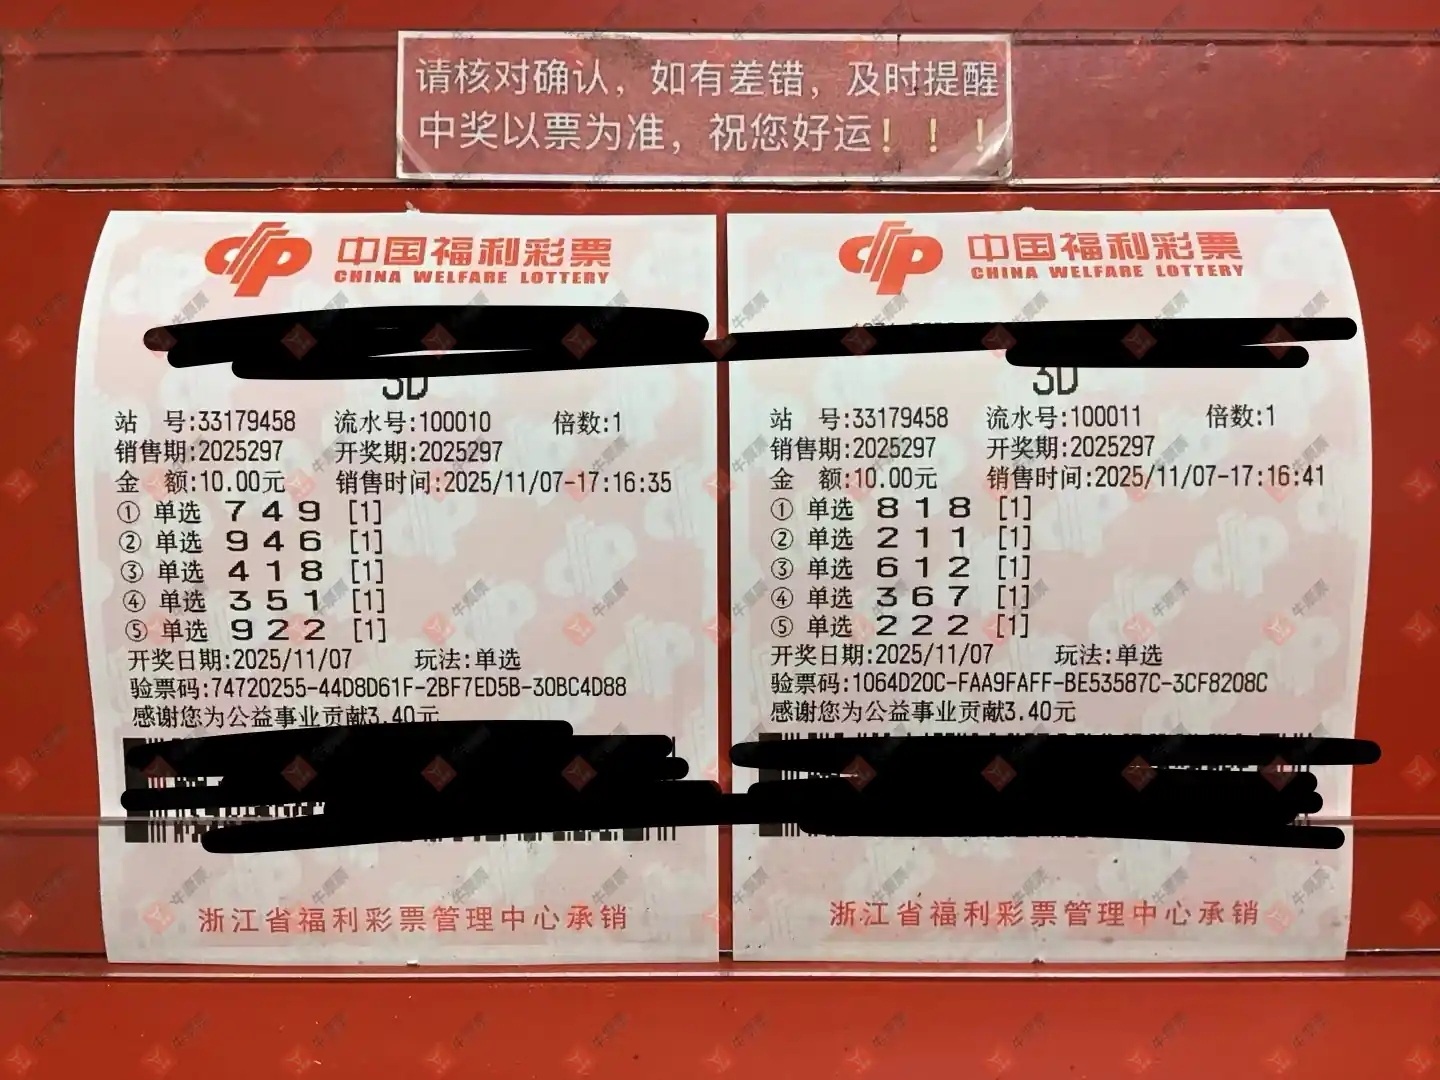 请核对确认，如有差错，及时提醒
中奖以票为准，祝您好运！！！
中国福利彩票
CHINA WELFARE LOTTERY
3D
站 号:33179458 流水号:100010 倍数:1
销售期:2025297 开奖期:2025297
金 额:10.00元 销售时间:2025/11/07-17:16:35
① 单选 7 4 9 [1]
② 单选 9 4 6 [1]
③ 单选 4 1 8 [1]
④ 单选 3 5 1 [1]
⑤ 单选 9 2 2 [1]
开奖日期:2025/11/07 玩法:单选
验票码:74720255-44D8D61F-2BF7ED5B-30BC4D88
感谢您为公益事业贡献3.40元
浙江省福利彩票管理中心承销
中国福利彩票
CHINA WELFARE LOTTERY
3D
站 号:33179458 流水号:100011 倍数:1
销售期:2025297 开奖期:2025297
金 额:10.00元 销售时间:2025/11/07-17:16:41
① 单选 8 1 8 [1]
② 单选 2 1 1 [1]
③ 单选 6 1 2 [1]
④ 单选 3 6 7 [1]
⑤ 单选 2 2 2 [1]
开奖日期:2025/11/07 玩法:单选
验票码:1064D20C-FAA9FAFF-BE53587C-3CF8208C
感谢您为公益事业贡献3.40元
浙江省福利彩票管理中心承销